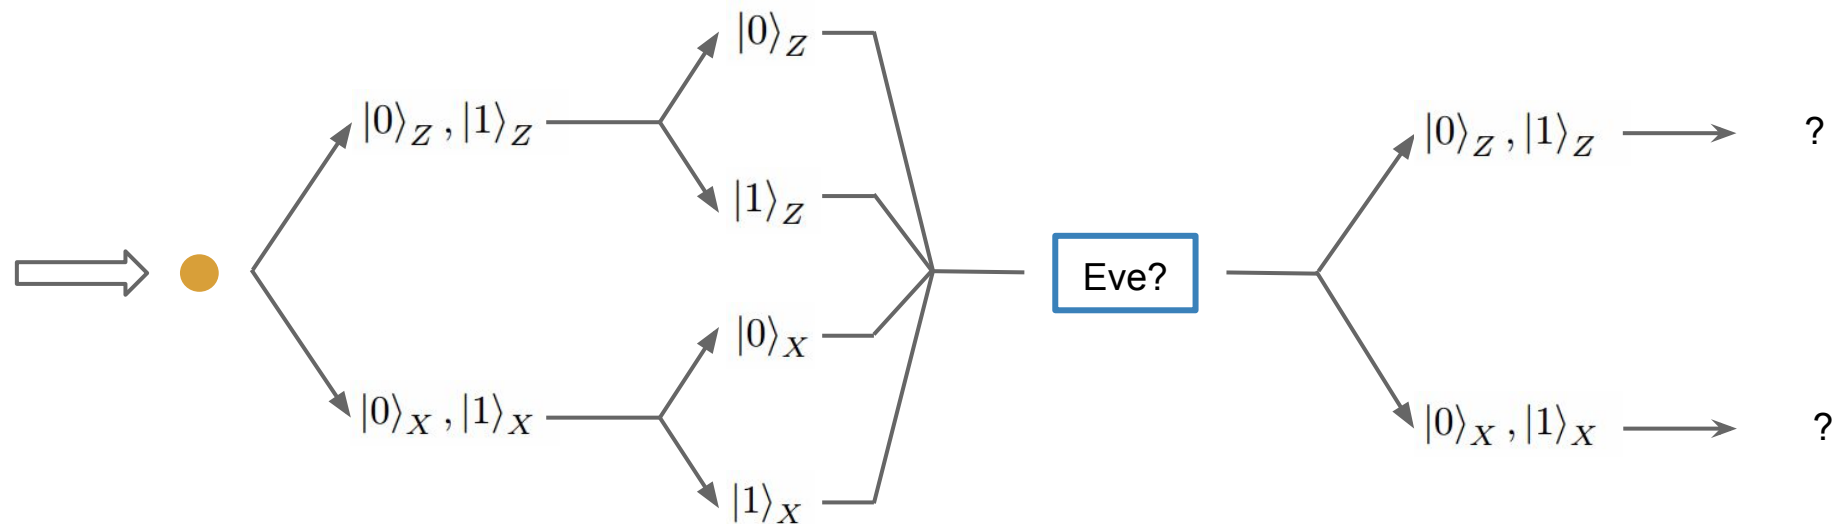 |0⟩_Z
|0⟩_Z , |1⟩_Z
|1⟩_Z
|0⟩_X
|0⟩_X , |1⟩_X
|1⟩_X
Eve?
|0⟩_Z , |1⟩_Z
?
|0⟩_X , |1⟩_X
?